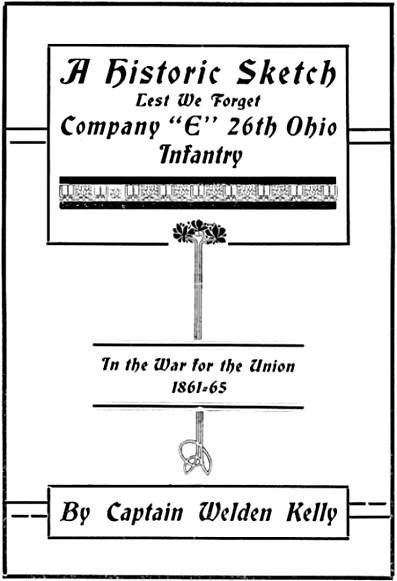 A Historic Sketch
Lest We Forget
Company "E" 26th Ohio
Infantry
In the War for the Union
1861-65
By Captain Welden Kelly